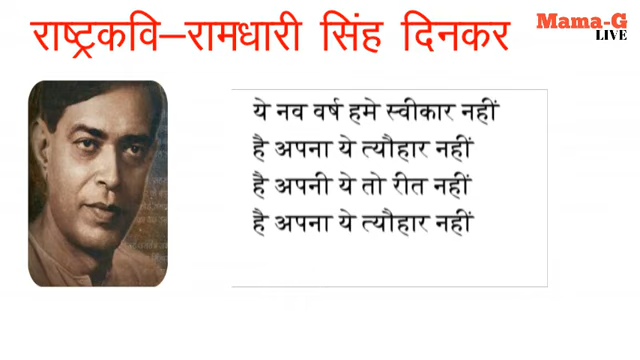 राष्ट्रकवि–रामधारी सिंह दिनकर
Mama-G
LIVE
ये नव वर्ष हमे स्वीकार नहीं
है अपना ये त्यौहार नहीं
है अपनी ये तो रीत नहीं
है अपना ये त्यौहार नहीं